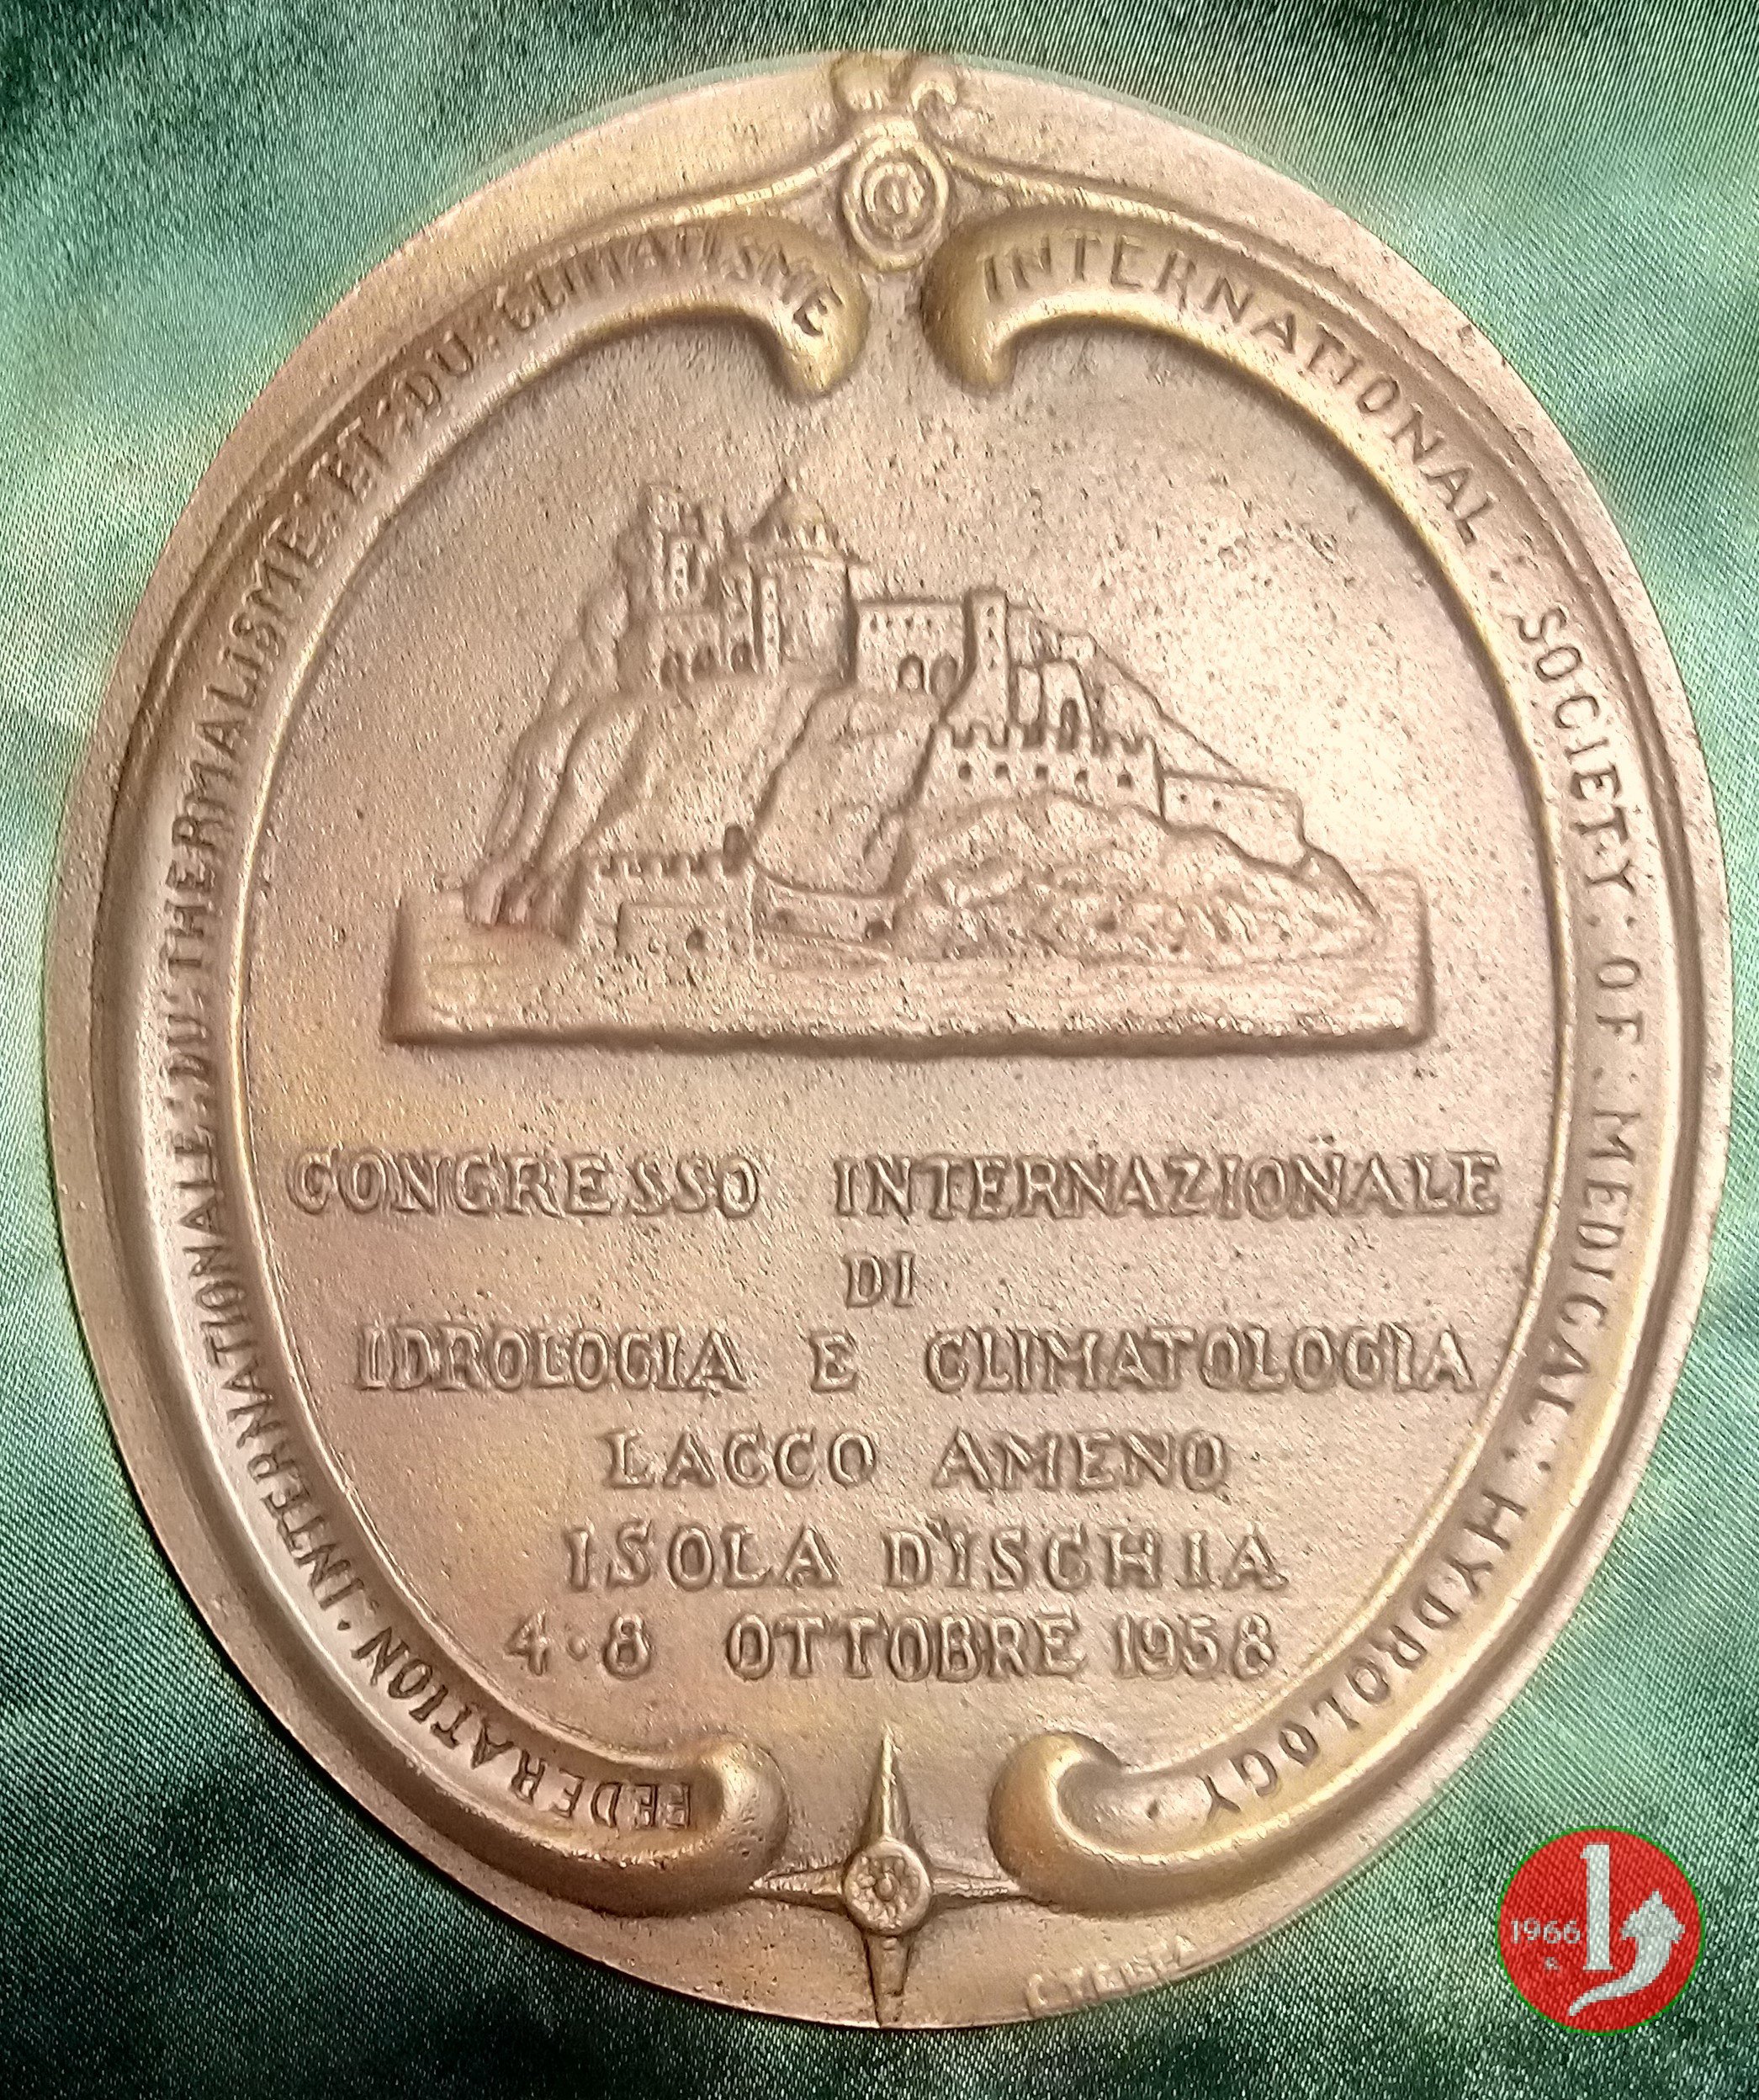 FEDERATION · INTERNATIONALE · DU · THERMALISME · ET · DU · CLIMATISME
INTERNATIONAL · SOCIETY · OF · MEDICAL · HYDROLOGY
CONGRESSO INTERNAZIONALE
DI
IDROLOGIA E CLIMATOLOGIA
LACCO AMENO
ISOLA D'ISCHIA
4·8 OTTOBRE 1958
1966